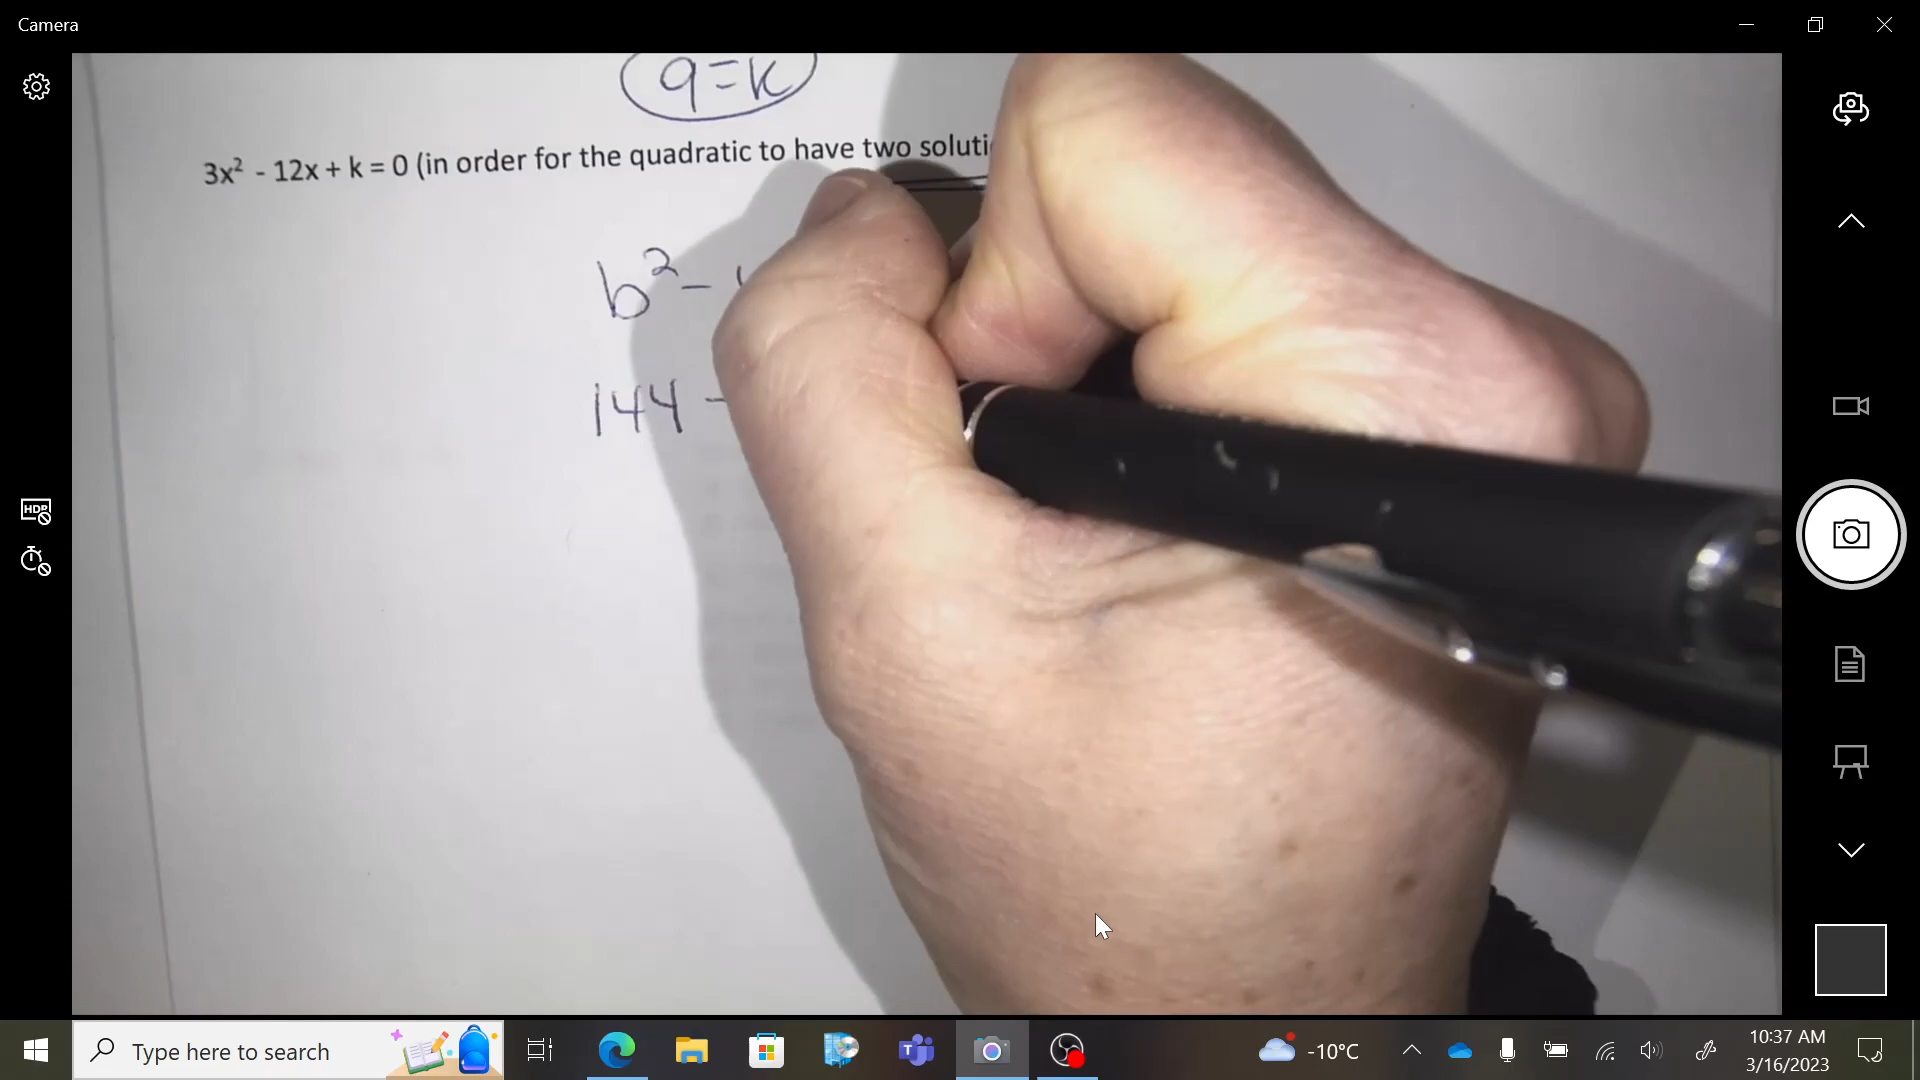 Camera
9=k
3x² - 12x + k = 0 (in order for the quadratic to have two
b² -
144 -
HDR
Type here to search
-10°C
10:37 AM
3/16/2023